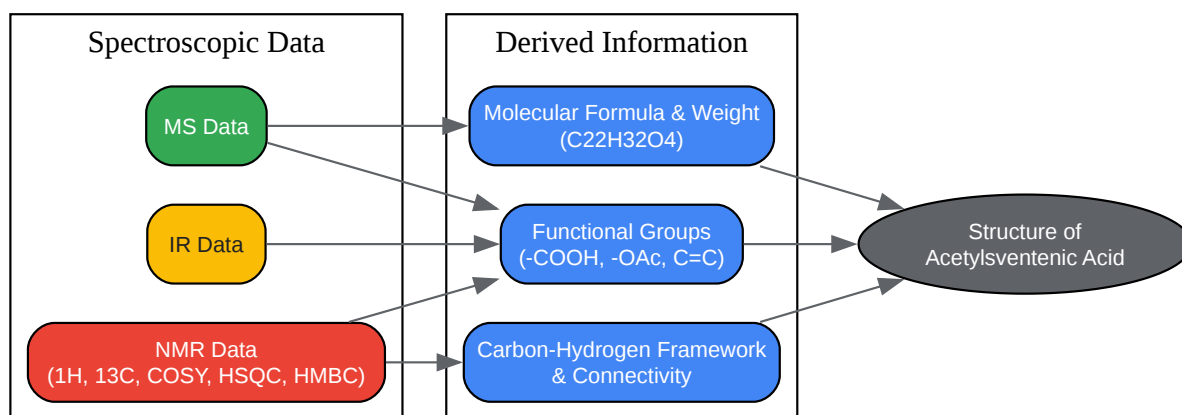 Spectroscopic Data
MS Data
IR Data
NMR Data
(1H, 13C, COSY, HSQC, HMBC)
Derived Information
Molecular Formula & Weight
(C22H32O4)
Functional Groups
(-COOH, -OAc, C=C)
Carbon-Hydrogen Framework
& Connectivity
Structure of
Acetylsventenic Acid